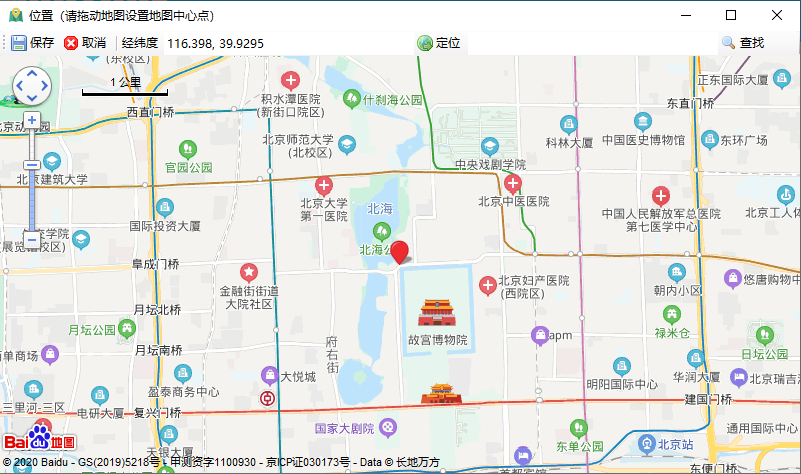 位置（请拖动地图设置地图中心点）
保存 取消 经纬度 116.398, 39.9295 定位 查找
(东校区)
1 公里
积水潭医院
(新街口院区)
什刹海公园
正东国际大厦
东直门桥
西直门桥
北京动物园
北京师范大学
(北校区)
科林大厦
中国医史博物馆
东环广场
官园公园
中央戏剧学院
北京建筑大学
北京大学
第一医院
北海
北京中医医院
中国人民解放军总医院
第七医学中心
北京工人体
国际投资大厦
交学院
(展览馆校区)
北海公
阜成门桥
金融街街道
大院社区
北京妇产医院
(西院区)
朝内小区
悠唐购物中
月坛北桥
月坛公园
故宫博物院
apm
禄米仓
日坛公园
月坛南桥
单商场
府右街
大悦城
盈泰商务中心
明阳国际中心
华润大厦
北京瑞吉
三里河-三区
电研大厦
复兴门桥
建国门桥
国家大剧院
天银大厦
东单公园
北京站
通用国际中心
首都宾馆
东便门桥
Bai du 地图
© 2020 Baidu - GS(2019)5218号 - 甲测资字1100930 - 京ICP证030173号 - Data © 长地万方